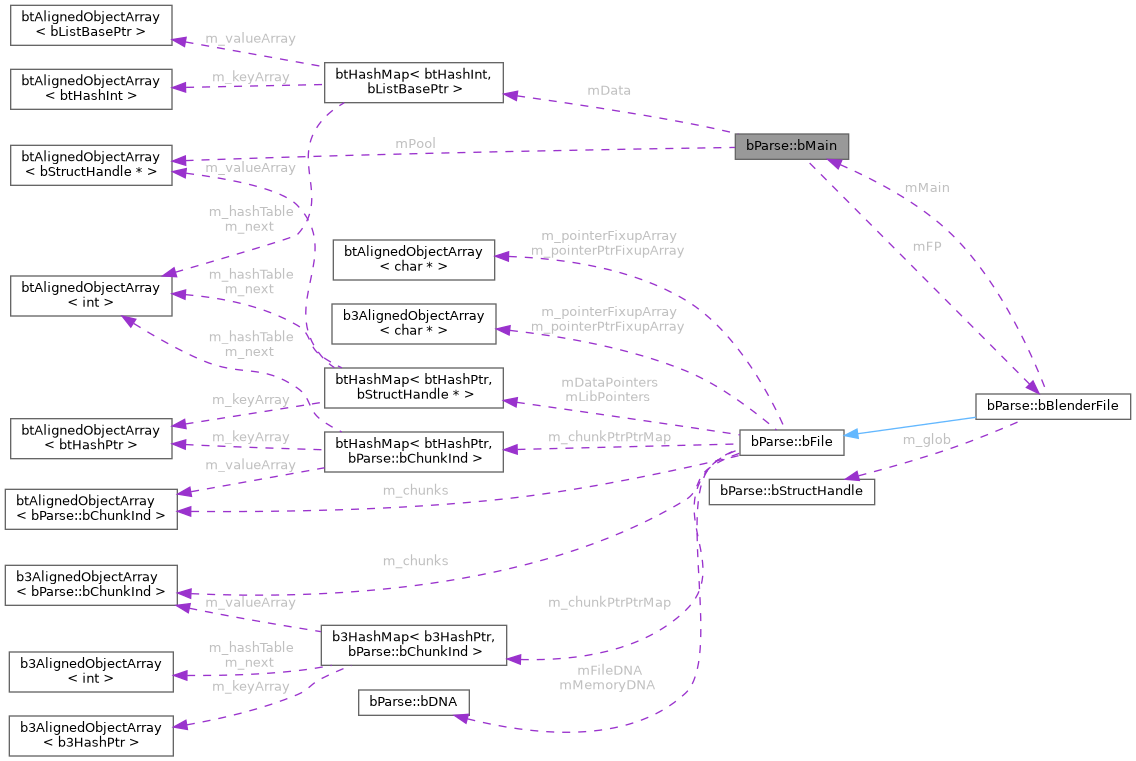 btAlignedObjectArray
< bListBasePtr >
m_valueArray
btHashMap< btHashInt,
bListBasePtr >
btAlignedObjectArray
< btHashInt >
m_keyArray
mData
bParse::bMain
mPool
btAlignedObjectArray
< bStructHandle * >
m_valueArray
mMain
m_hashTable
m_next
m_pointerFixupArray
m_pointerPtrFixupArray
mFP
btAlignedObjectArray
< char * >
btAlignedObjectArray
< int >
m_hashTable
m_next
b3AlignedObjectArray
< char * >
m_pointerFixupArray
m_pointerPtrFixupArray
m_hashTable
m_next
btHashMap< btHashPtr,
bStructHandle * >
mDataPointers
mLibPointers
m_keyArray
bParse::bBlenderFile
btAlignedObjectArray
< btHashPtr >
m_keyArray
btHashMap< btHashPtr,
bParse::bChunkInd >
m_chunkPtrPtrMap
bParse::bFile
m_glob
m_valueArray
m_chunks
bParse::bStructHandle
btAlignedObjectArray
< bParse::bChunkInd >
m_chunks
b3AlignedObjectArray
< bParse::bChunkInd >
m_valueArray
m_chunkPtrPtrMap
b3HashMap< b3HashPtr,
bParse::bChunkInd >
m_hashTable
m_next
b3AlignedObjectArray
< int >
mFileDNA
mMemoryDNA
m_keyArray
bParse::bDNA
b3AlignedObjectArray
< b3HashPtr >